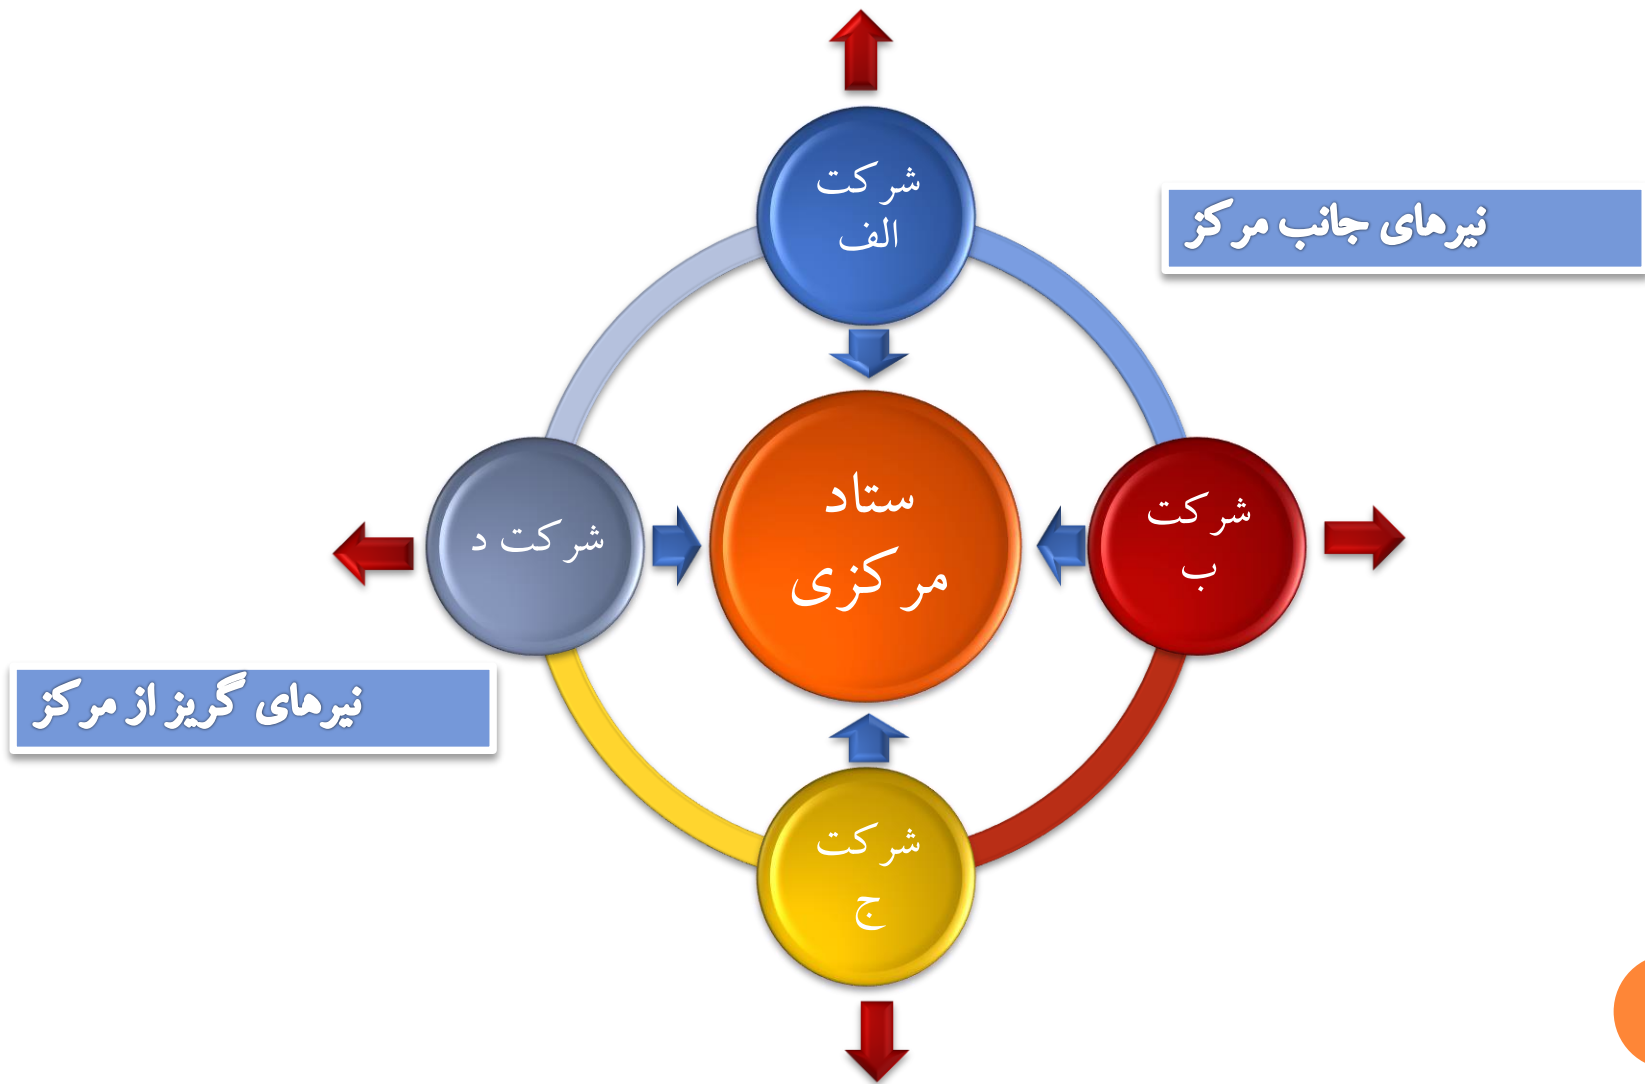 شرکت
الف
نیرهای جانب مرکز
ستاد
مرکزی
شرکت
ب
شرکت د
نیرهای گریز از مرکز
شرکت
ج